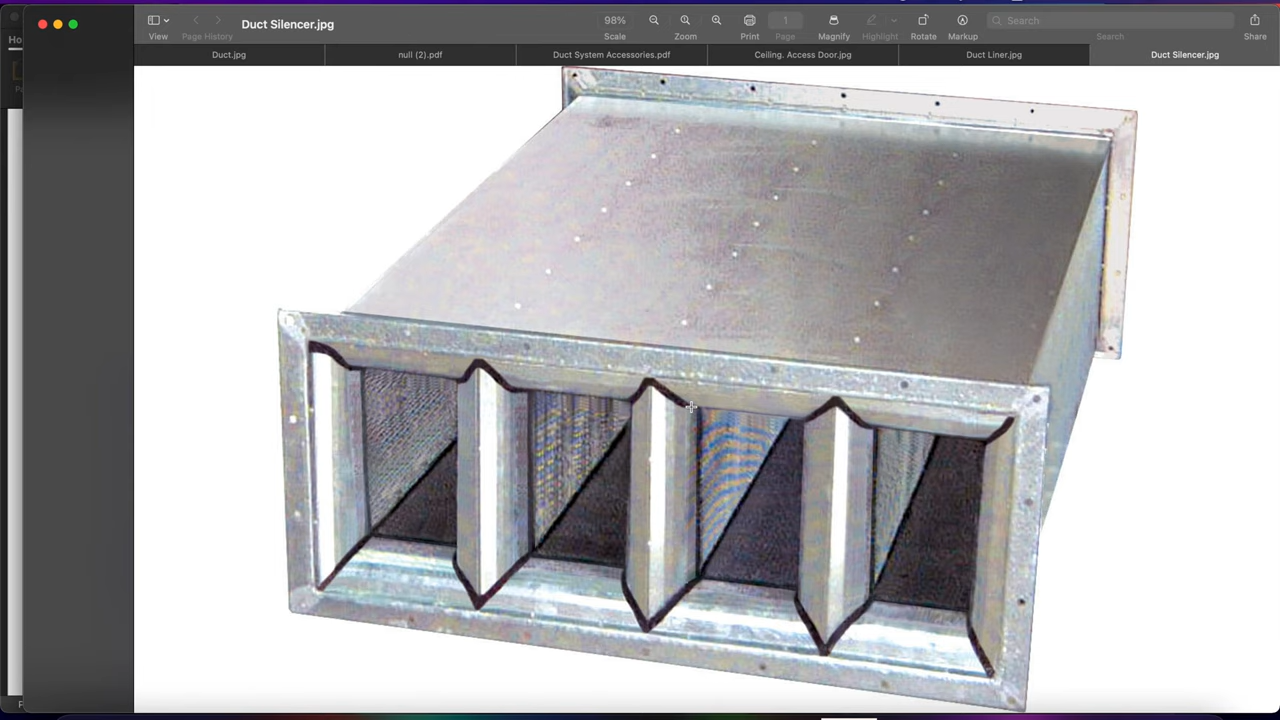 Duct Silencer.jpg
View
Page History
98%
Scale
Zoom
Print
1
Page
Magnify
Highlight
Rotate
Markup
Search
Search
Share
Ho
Duct.jpg
null (2).pdf
Duct System Accessories.pdf
Ceiling. Access Door.jpg
Duct Liner.jpg
Duct Silencer.jpg